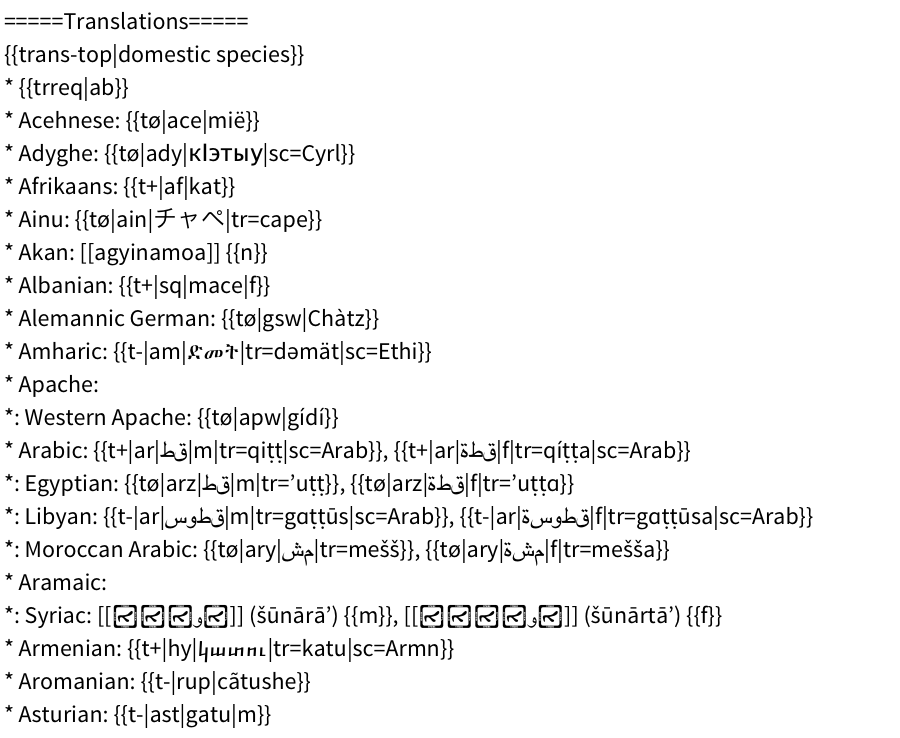 =====Translations=====
{{trans-top|domestic species}}
* {{trreq|ab}}
* Acehnese: {{tø|ace|mië}}
* Adyghe: {{tø|ady|кӏэтыу|sc=Cyrl}}
* Afrikaans: {{t+|af|kat}}
* Ainu: {{tø|ain|チャペ|tr=cape}}
* Akan: [[agyinamoa]] {{n}}
* Albanian: {{t+|sq|mace|f}}
* Alemannic German: {{tø|gsw|Chàtz}}
* Amharic: {{t-|am|ድመት|tr=dəmät|sc=Ethi}}
* Apache:
*: Western Apache: {{tø|apw|gídí}}
* Arabic: {{t+|ar|قط|m|tr=qiṭṭ|sc=Arab}}, {{t+|ar|قطة|f|tr=qíṭṭa|sc=Arab}}
*: Egyptian: {{tø|arz|قط|m|tr=’uṭṭ}}, {{tø|arz|قطة|f|tr=’uṭṭɑ}}
*: Libyan: {{t-|ar|قطوس|m|tr=gɑṭṭūs|sc=Arab}}, {{t-|ar|قطوسة|f|tr=gɑṭṭūsa|sc=Arab}}
*: Moroccan Arabic: {{tø|ary|مش|tr=mešš}}, {{tø|ary|مشة|f|tr=mešša}}
* Aramaic:
*: Syriac: [[]] (šūnārā’) {{m}}, [[]] (šūnārtā’) {{f}}
* Armenian: {{t+|hy|կատու|tr=katu|sc=Armn}}
* Aromanian: {{t-|rup|cãtushe}}
* Asturian: {{t-|ast|gatu|m}}